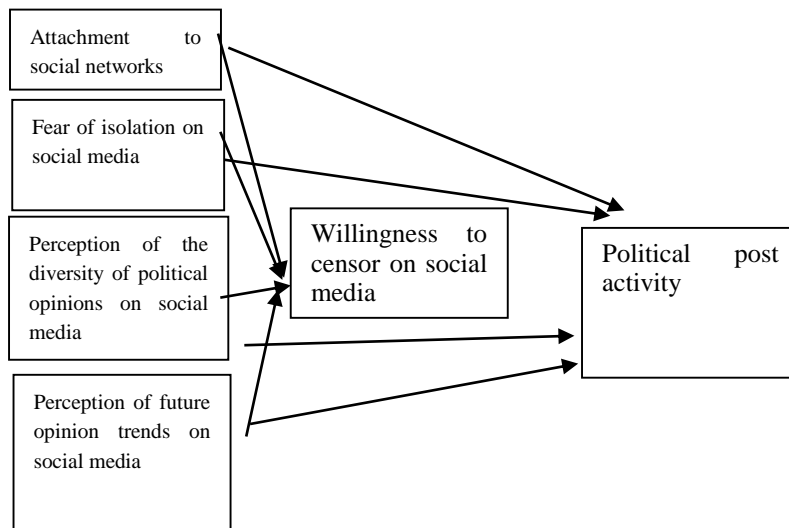 Attachment to
social networks
Fear of isolation on
social media
Perception of the
diversity of political
opinions on social
media
Perception of future
opinion trends on
social media
Willingness to
censor on social
media
Political post
activity